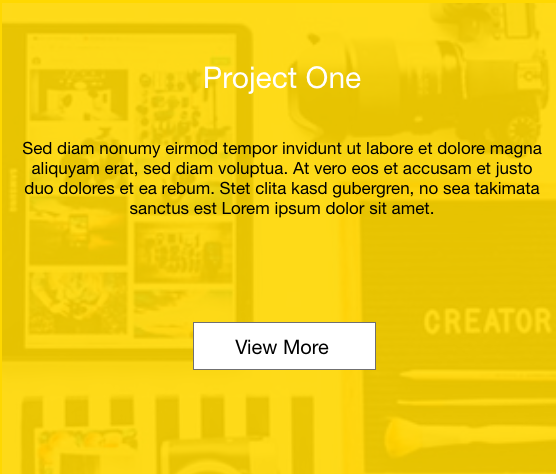 Project One
Sed diam nonumy eirmod tempor invidunt ut labore et dolore magna
aliquyam erat, sed diam voluptua. At vero eos et accusam et justo
duo dolores et ea rebum. Stet clita kasd gubergren, no sea takimata
sanctus est Lorem ipsum dolor sit amet.
CREATOR
View More